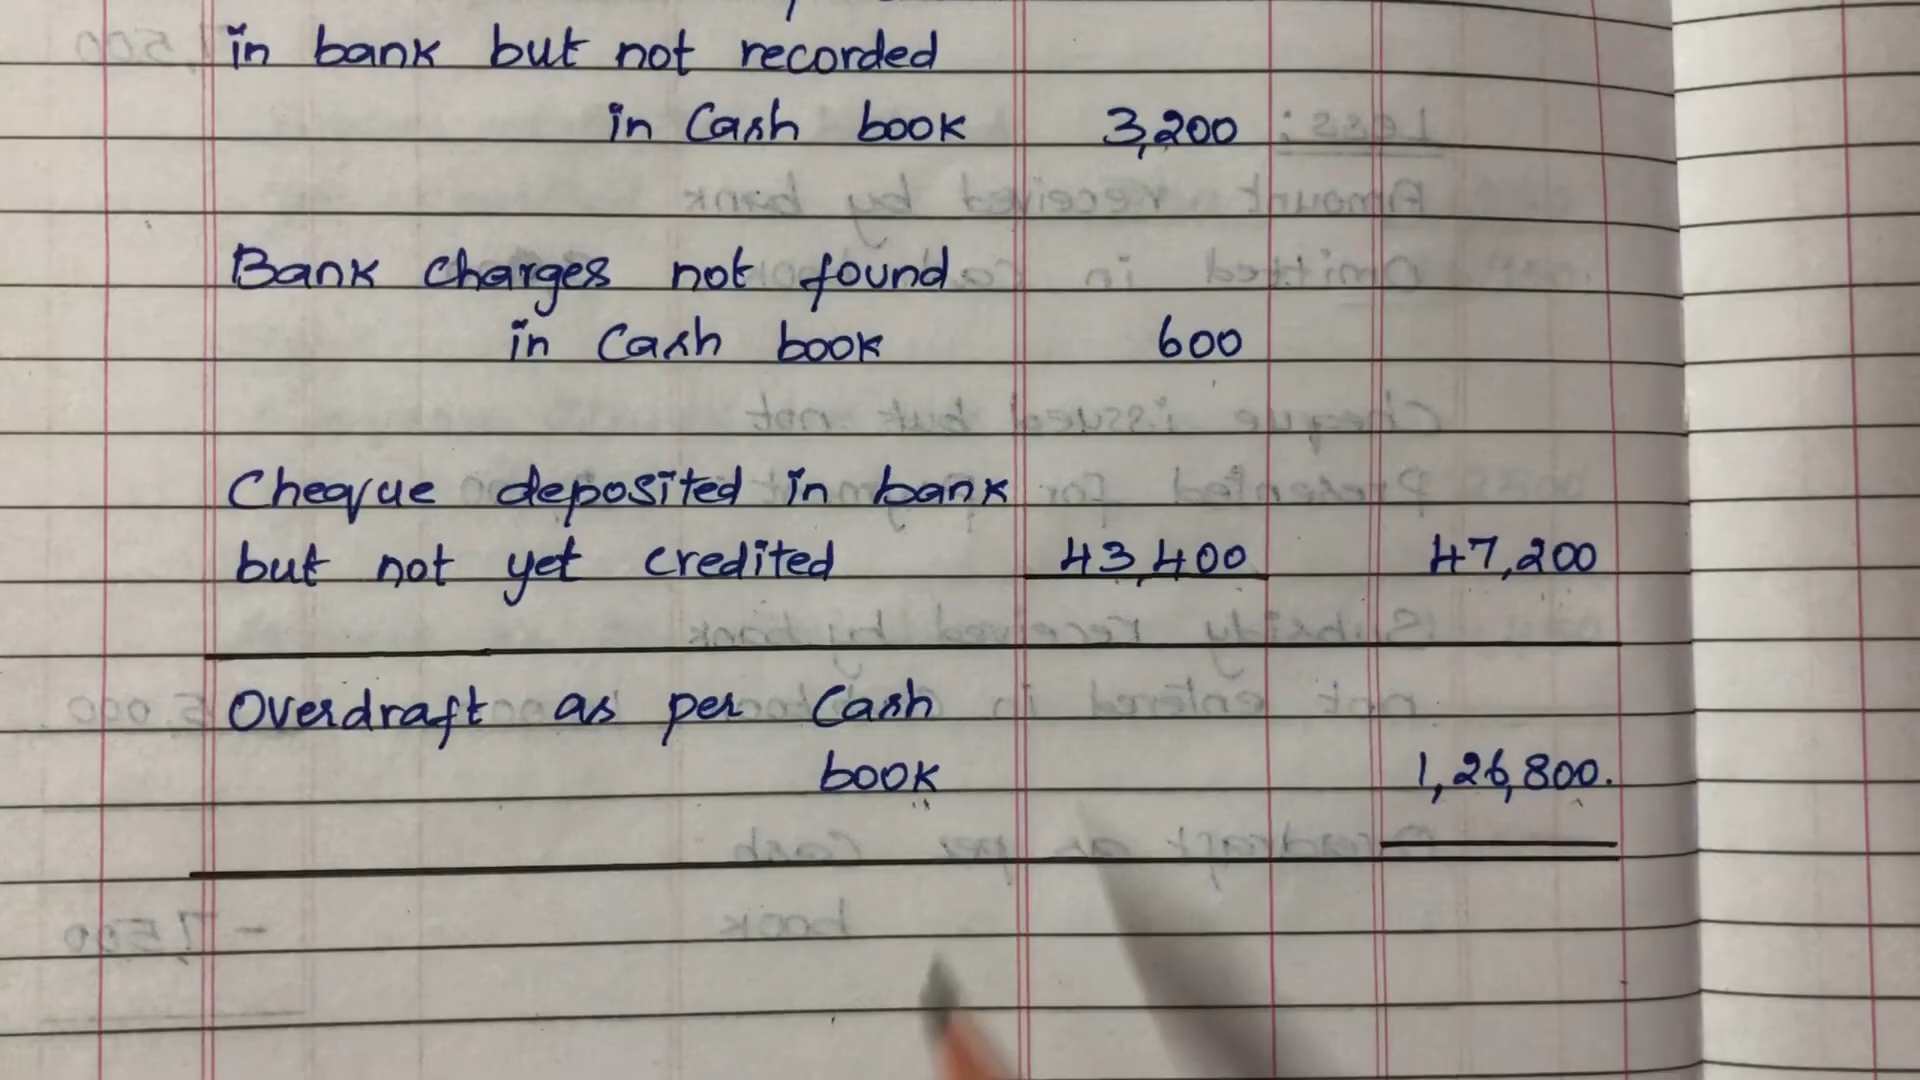 in bank but not recorded
in Cash book 3,200
Bank charges not found
in Cash book 600
Cheque deposited in bank
but not yet credited 43,400 47,200
Overdraft as per Cash
book 1,26,800.